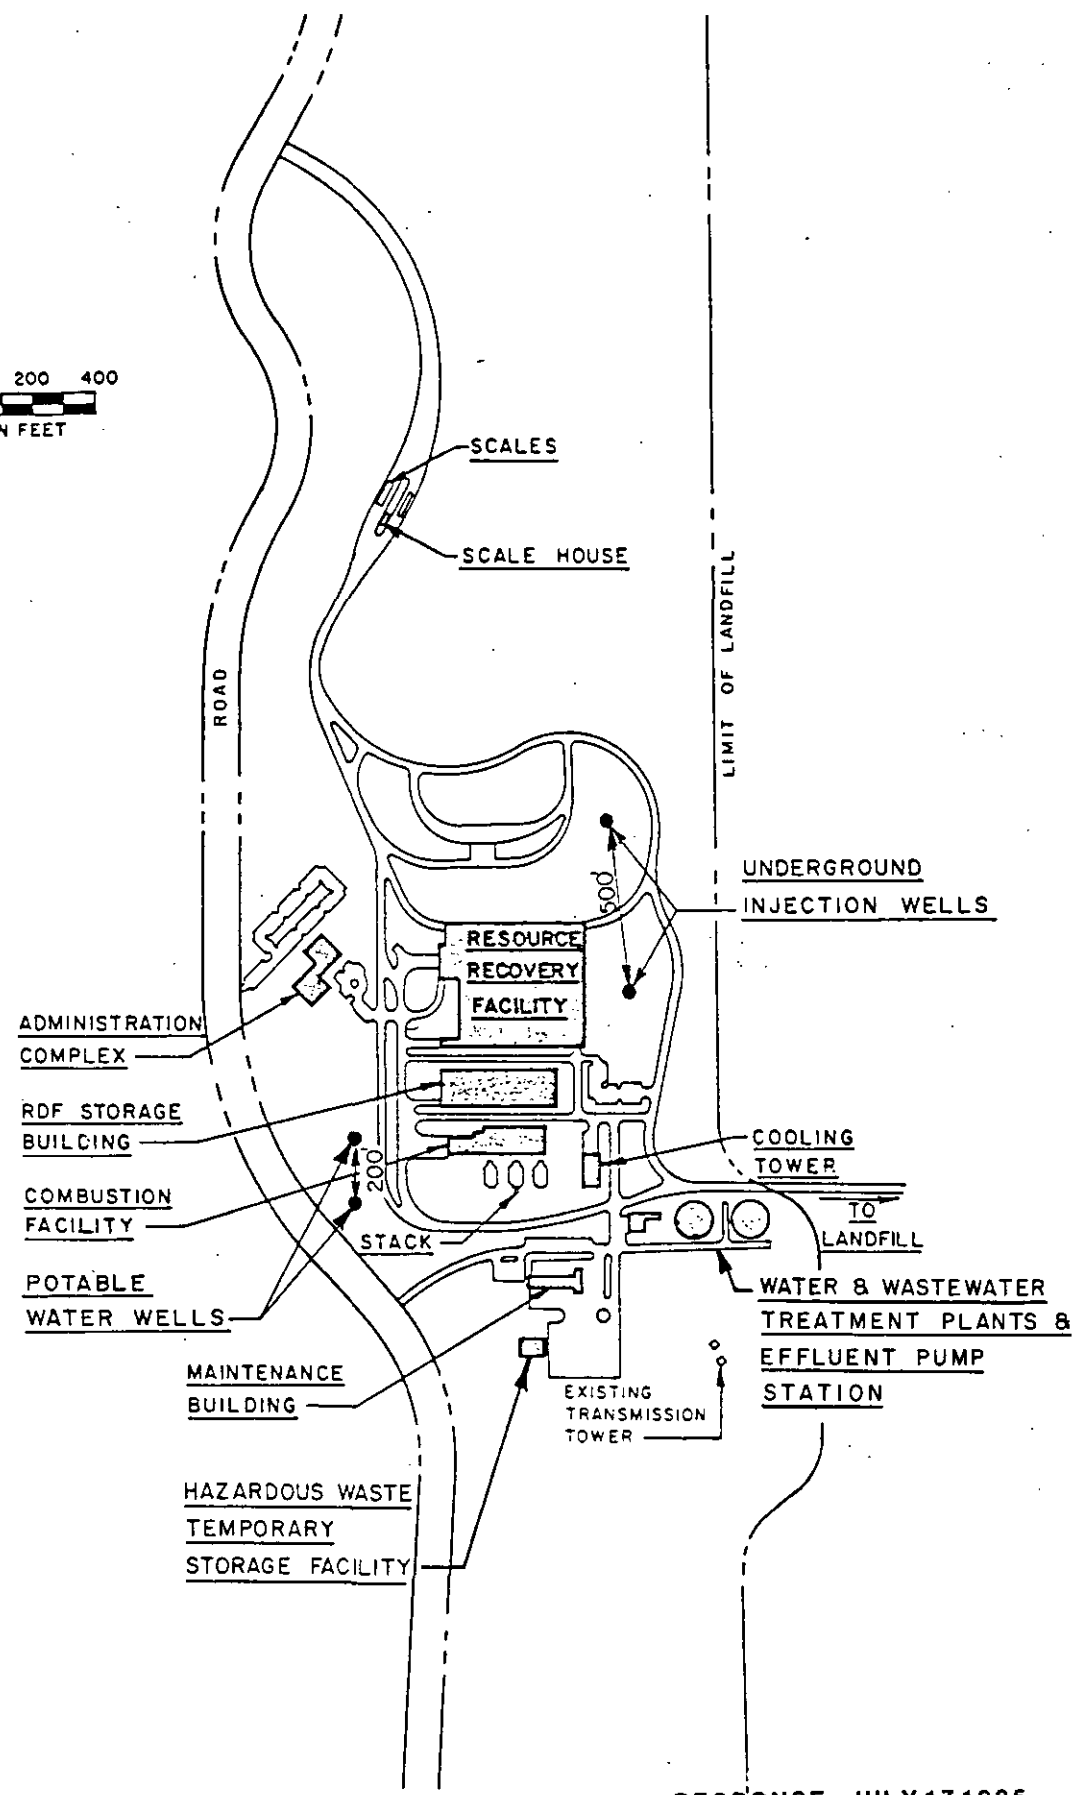 200 400
N FEET
SCALES
SCALE HOUSE
LIMIT OF LANDFILL
ROAD
UNDERGROUND
INJECTION WELLS
500'
RESOURCE
RECOVERY
FACILITY
ADMINISTRATION
COMPLEX
RDF STORAGE
BUILDING
COOLING
TOWER
200'
COMBUSTION
FACILITY
STACK
TO
LANDFILL
POTABLE
WATER WELLS
WATER & WASTEWATER
TREATMENT PLANTS &
EFFLUENT PUMP
STATION
MAINTENANCE
BUILDING
EXISTING
TRANSMISSION
TOWER
HAZARDOUS WASTE
TEMPORARY
STORAGE FACILITY